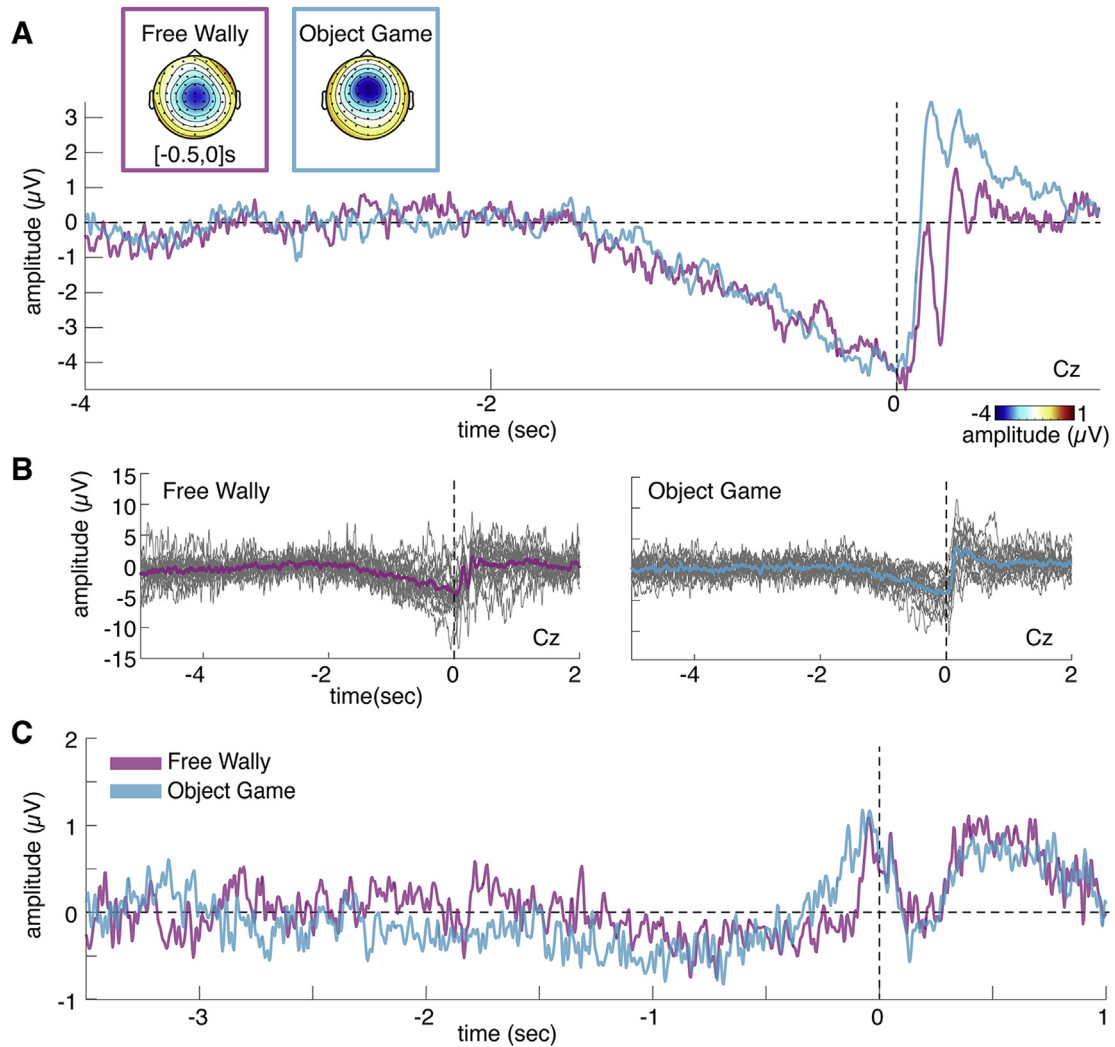 A
Free Wally
Object Game
[-0.5,0]s
3
2
1
0
-1
-2
-3
-4
amplitude (µV)
Cz
-4
-2
0
time (sec)
-4
1
amplitude (µV)
B
15
10
5
0
-5
-10
-15
amplitude (µV)
Free Wally
Cz
-4
-2
0
2
time(sec)
Object Game
Cz
-4
-2
0
2
C
2
1
0
-1
amplitude (µV)
Free Wally
Object Game
-3
-2
-1
0
1
time (sec)